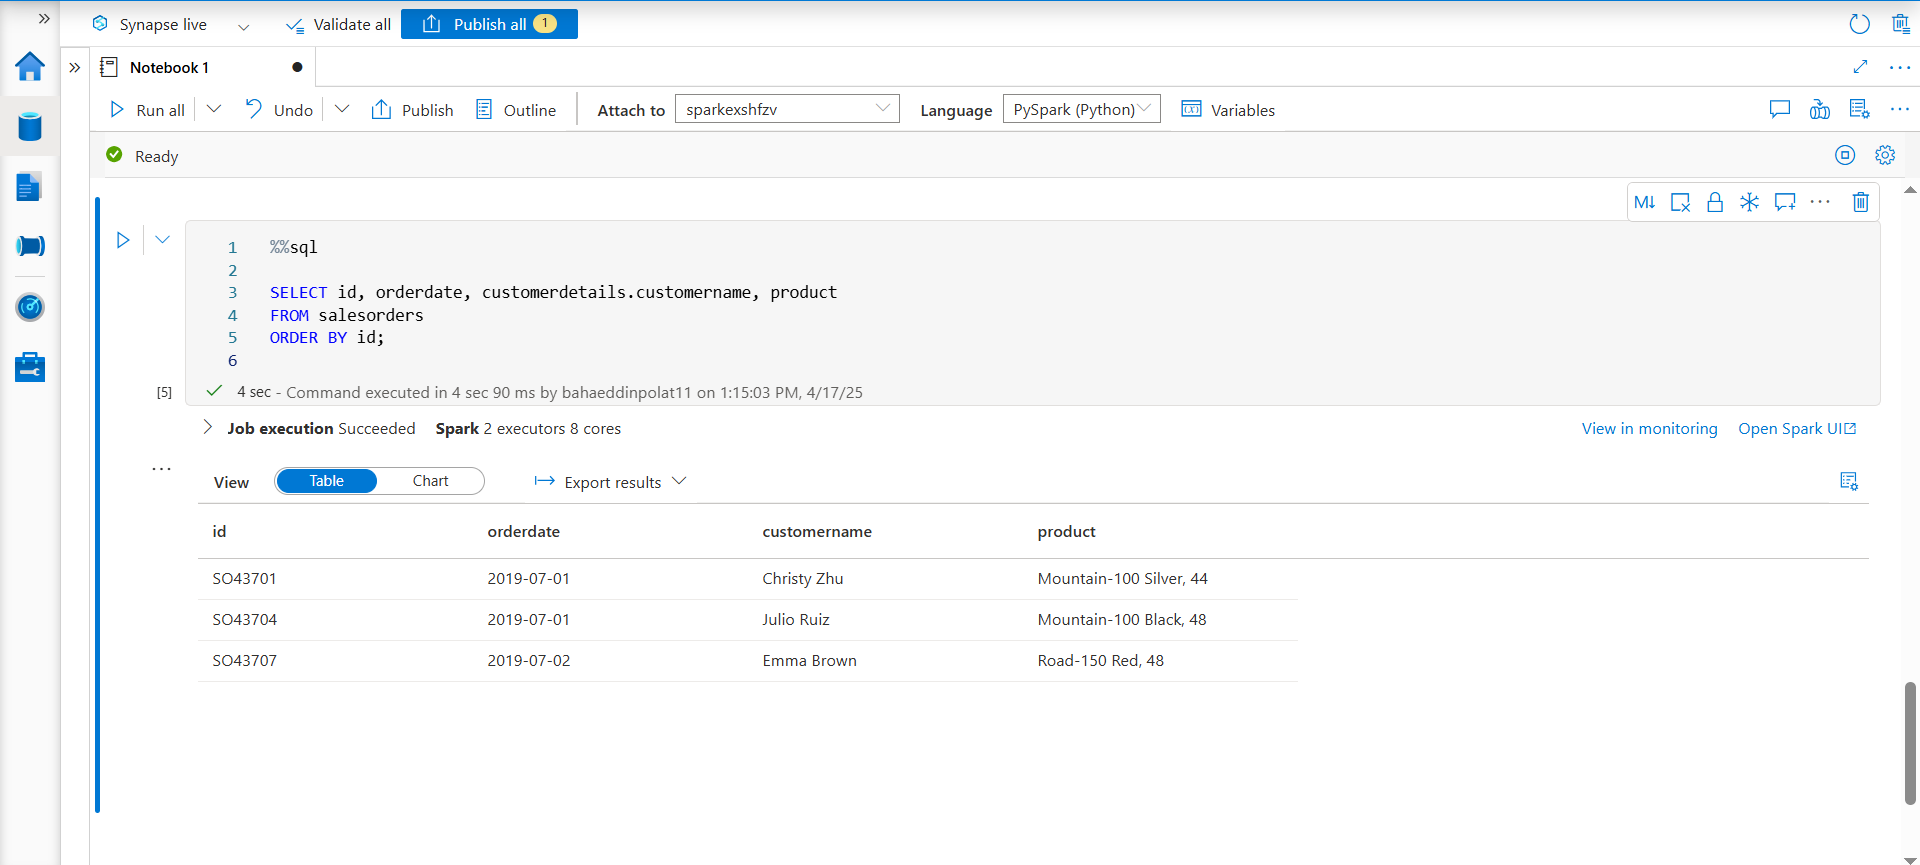 Synapse live
Validate all
Publish all 1
Notebook 1
Run all
Undo
Publish
Outline
Attach to sparkexshfzv
Language PySpark (Python)
Variables
Ready
M↓
1 %%sql
2
3 SELECT id, orderdate, customerdetails.customername, product
4 FROM salesorders
5 ORDER BY id;
6
[5] 4 sec - Command executed in 4 sec 90 ms by bahaeddinpolat11 on 1:15:03 PM, 4/17/25
Job execution Succeeded Spark 2 executors 8 cores
View in monitoring Open Spark UI
View Table Chart Export results
id orderdate customername product
SO43701 2019-07-01 Christy Zhu Mountain-100 Silver, 44
SO43704 2019-07-01 Julio Ruiz Mountain-100 Black, 48
SO43707 2019-07-02 Emma Brown Road-150 Red, 48